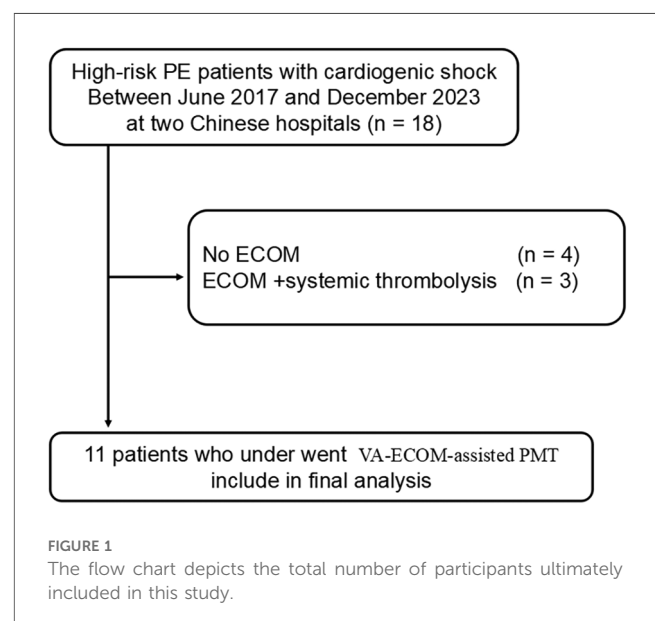 High-risk PE patients with cardiogenic shock
Between June 2017 and December 2023
at two Chinese hospitals (n = 18)
No ECOM (n = 4)
ECOM +systemic thrombolysis (n = 3)
11 patients who under went VA-ECOM-assisted PMT
include in final analysis
FIGURE 1
The flow chart depicts the total number of participants ultimately
included in this study.